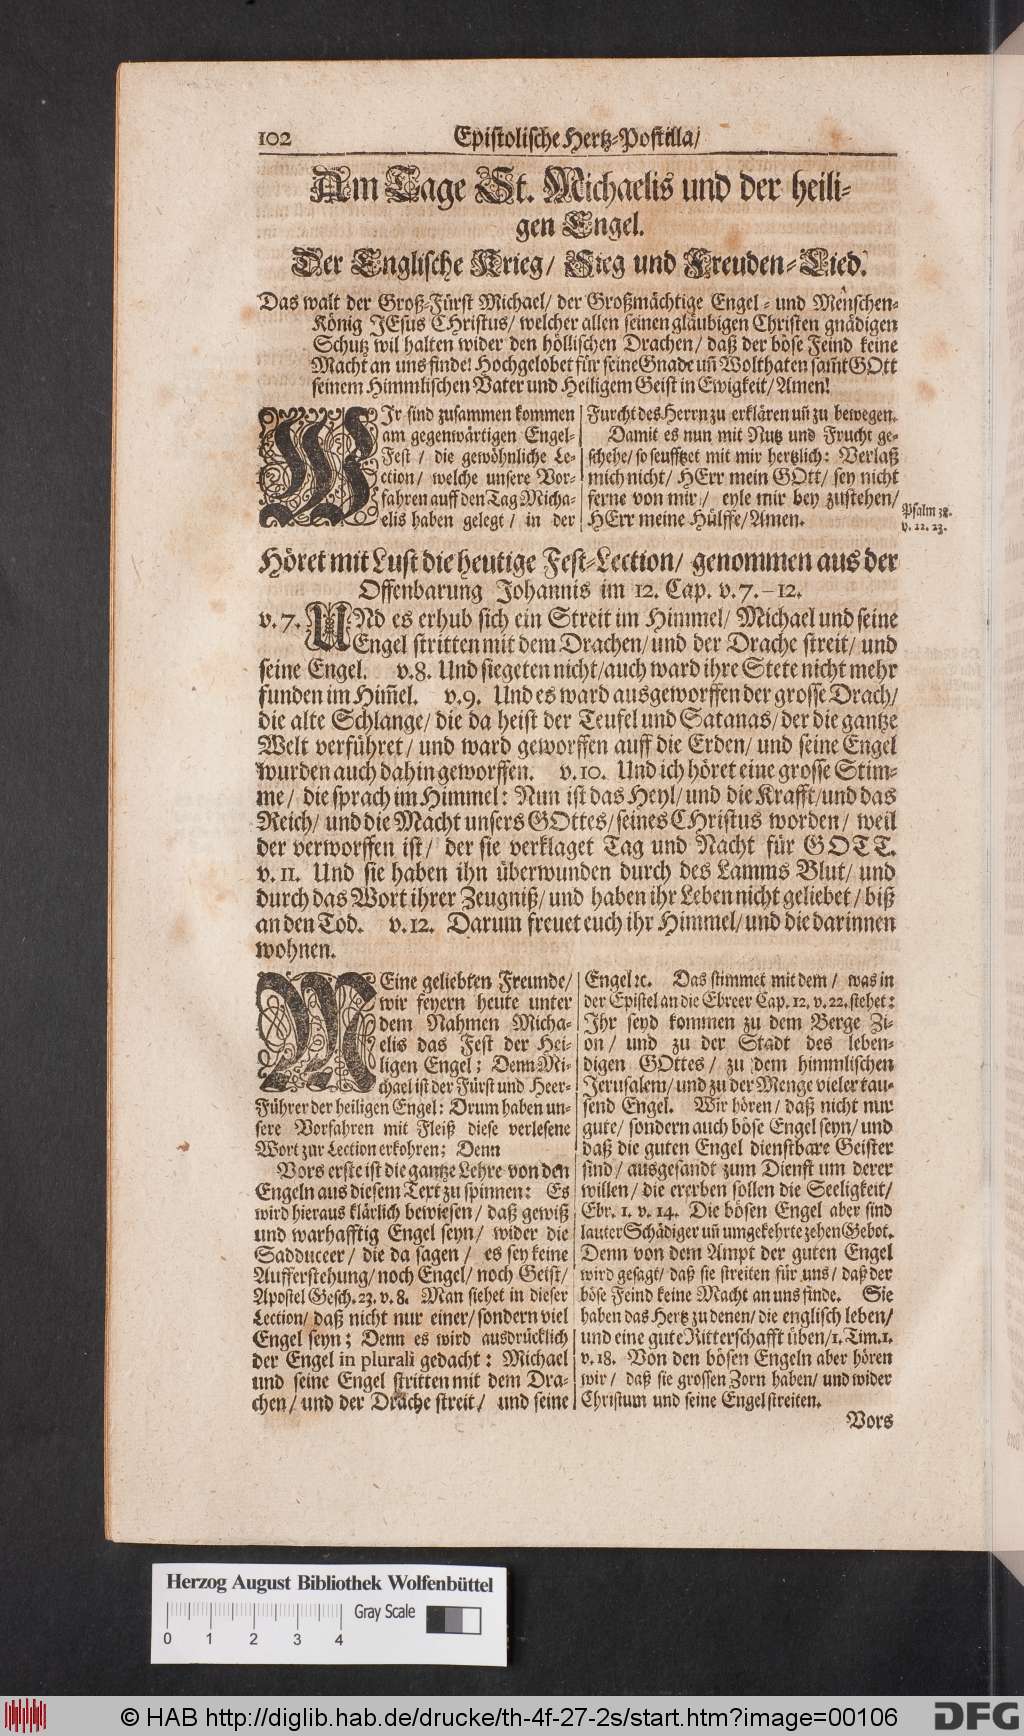 102
Epistolische Hertz-Postilla/
Am Tage St. Michaelis und der heili-
gen Engel.
Der Englische Krieg/ Sieg und Freuden-Lied.
Das walt der Groß-Fürst Michael/ der Großmächtige Engel- und Menschen-
König JEsus CHristus/ welcher allen seinen gläubigen Christen gnädigen
Schutz wil halten wider den höllischen Drachen/ daß der böse Feind keine
Macht an uns finde! Hochgelobet für seine Gnade uñ Wolthaten sam̃t GOtt
seinem Himmlischen Vater und Heiligem Geist in Ewigkeit/ Amen!
WIr sind zusammen kommen
am gegenwärtigen Engel-
Fest/ die gewöhnliche Le-
ction/ welche unsere Vor-
fahren auff den Tag Micha-
elis haben gelegt/ in der
Furcht des Herrn zu erklären uñ zu bewegen.
Damit es nun mit Nutz und Frucht ge-
schehe/ so seufftzet mit mir hertzlich: Verlaß
mich nicht/ HErr mein GOtt/ sey nicht
ferne von mir/ eyle mir bey zustehen/
HErr meine Hülffe/ Amen.
Psalm 38.
v. 22. 23.
Höret mit Lust die heutige Fest-Lection/ genommen aus der
Offenbarung Johannis im 12. Cap. v. 7.-12.
v. 7. UNd es erhub sich ein Streit im Himmel/ Michael und seine
Engel stritten mit dem Drachen/ und der Drache streit/ und
seine Engel. v. 8. Und siegeten nicht/ auch ward ihre Stete nicht mehr
funden im Him̃el. v. 9. Und es ward ausgeworffen der grosse Drach/
die alte Schlange/ die da heist der Teufel und Satanas/ der die gantze
Welt verführet/ und ward geworffen auff die Erden/ und seine Engel
wurden auch dahin geworffen. v. 10. Und ich höret eine grosse Stim-
me/ die sprach im Himmel: Nun ist das Heyl/ und die Krafft/ und das
Reich/ und die Macht unsers GOttes/ seines CHristus worden/ weil
der verworffen ist/ der sie verklaget Tag und Nacht für GOTT.
v. 11. Und sie haben ihn überwunden durch des Lamms Blut/ und
durch das Wort ihrer Zeugniß/ und haben ihr Leben nicht geliebet/ biß
an den Tod. v. 12. Darum freuet euch ihr Himmel/ und die darinnen
wohnen.
MEine geliebten Freunde/
wir feyern heute unter
dem Nahmen Micha-
elis das Fest der Hei-
ligen Engel; Denn Mi-
chael ist der Fürst und Heer-
Führer der heiligen Engel: Drum haben un-
sere Vorfahren mit Fleiß diese verlesene
Wort zur Lection erkohren; Denn
Vors erste ist die gantze Lehre von den
Engeln aus diesem Text zu spinnen: Es
wird hieraus klärlich bewiesen/ daß gewiß
und warhafftig Engel seyn/ wider die
Sadduceer/ die da sagen/ es sey keine
Aufferstehung/ noch Engel/ noch Geist/
Apostel Gesch. 23. v. 8. Man siehet in dieser
Lection/ daß nicht nur einer/ sondern viel
Engel seyn; Denn es wird ausdrücklich
der Engel in plurali gedacht: Michael
und seine Engel stritten mit dem Dra-
chen/ und der Drache streit/ und seine
Engel ꝛc. Das stimmet mit dem/ was in
der Epistel an die Ebreer Cap. 12. v. 22. stehet:
Ihr seyd kommen zu dem Berge Zi-
on/ und zu der Stadt des leben-
digen GOttes/ zu dem himmlischen
Jerusalem/ und zu der Menge vieler tau-
send Engel. Wir hören/ daß nicht nur
gute/ sondern auch böse Engel seyn/ und
daß die guten Engel dienstbare Geister
sind/ ausgesandt zum Dienst um derer
willen/ die ererben sollen die Seeligkeit/
Ebr. 1. v. 14. Die bösen Engel aber sind
lauter Schädiger uñ umgekehrte zehen Gebot.
Denn von dem Ampt der guten Engel
wird gesagt/ daß sie streiten für uns/ daß der
böse Feind keine Macht an uns finde. Sie
haben das Hertz zu denen/ die englisch leben/
und eine gute Ritterschafft üben/ 1. Tim. 1.
v. 18. Von den bösen Engeln aber hören
wir/ daß sie grossen Zorn haben/ und wider
Christum und seine Engel streiten.
Vors
Herzog August Bibliothek Wolfenbüttel
Gray Scale
0 1 2 3 4
© HAB http://diglib.hab.de/drucke/th-4f-27-2s/start.htm?image=00106
DFG